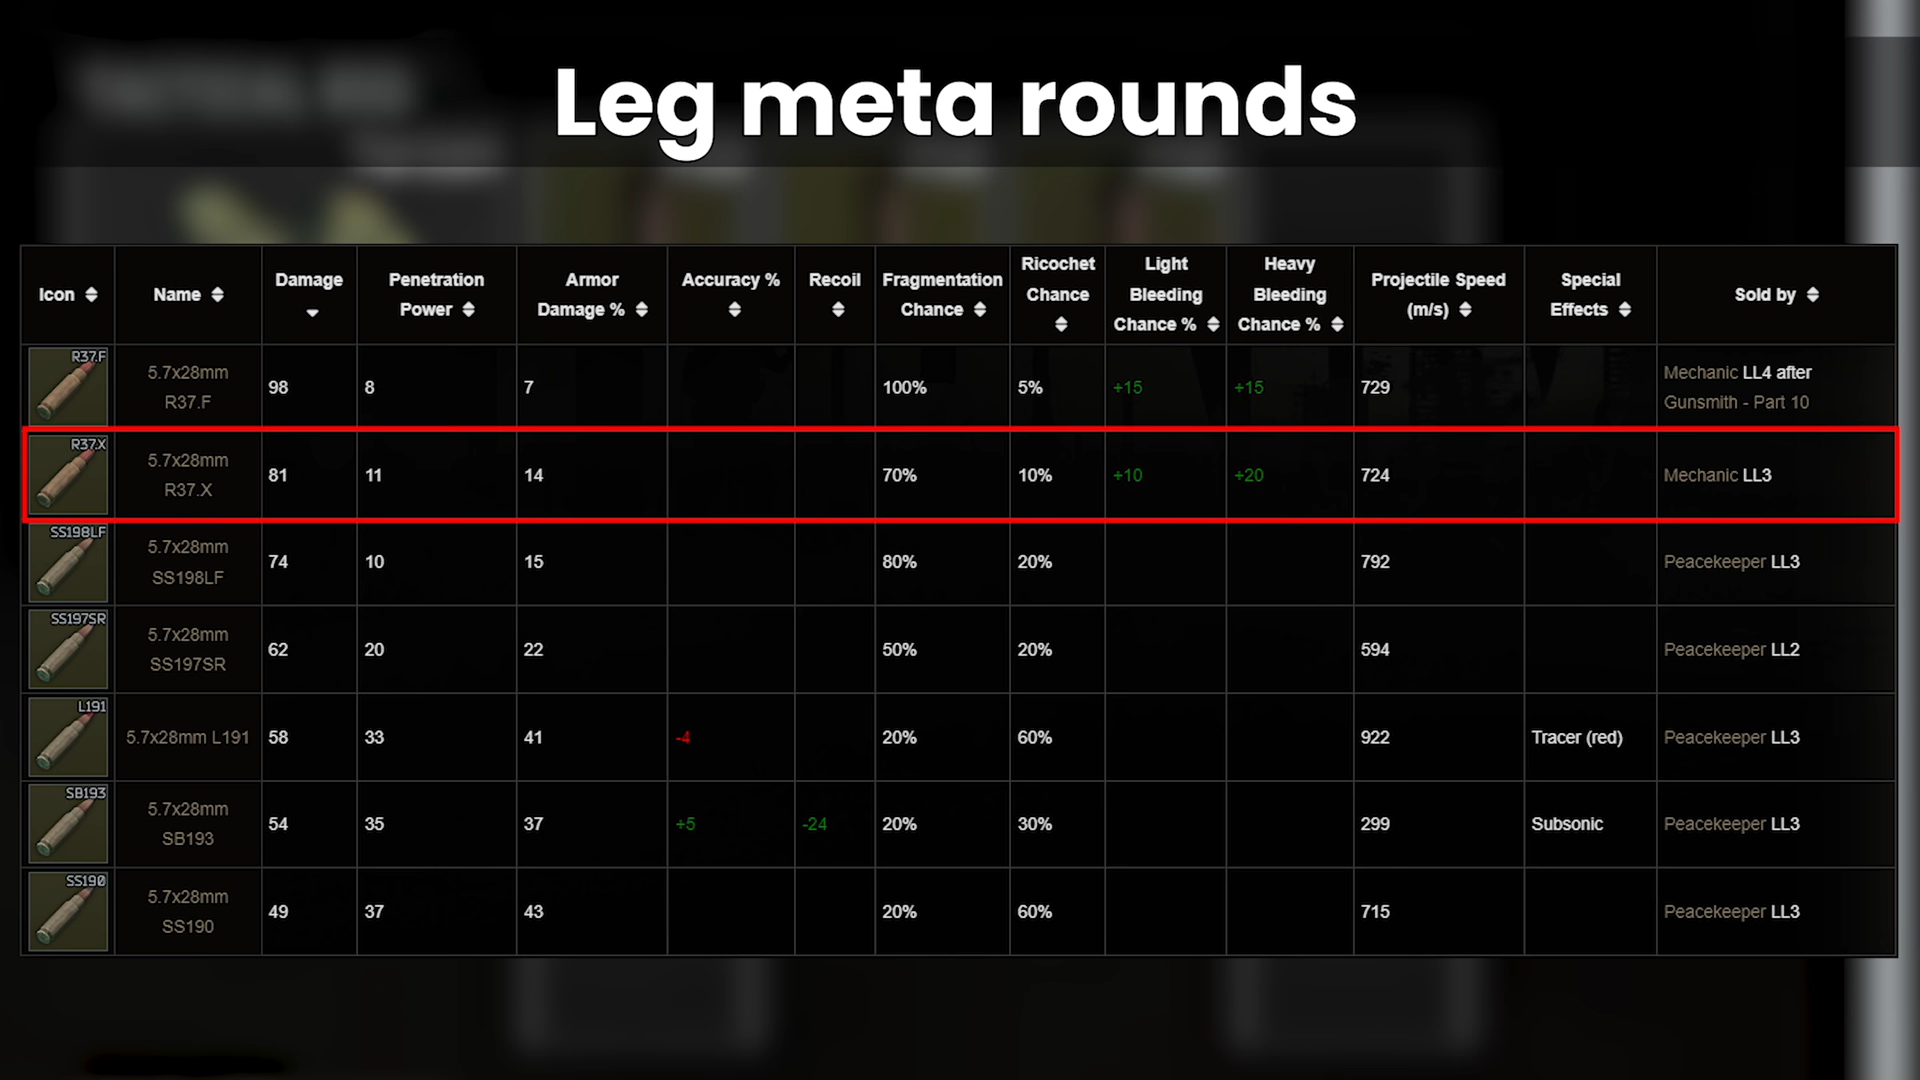 Leg meta rounds
Icon Name Damage Penetration Power Armor Damage % Accuracy % Recoil Fragmentation Chance Ricochet Chance Light Bleeding Chance % Heavy Bleeding Chance % Projectile Speed (m/s) Special Effects Sold by
R37.F 5.7x28mm R37.F 98 8 7 100% 5% +15 +15 729 Mechanic LL4 after Gunsmith - Part 10
R37.X 5.7x28mm R37.X 81 11 14 70% 10% +10 +20 724 Mechanic LL3
SS198LF 5.7x28mm SS198LF 74 10 15 80% 20% 792 Peacekeeper LL3
SS197SR 5.7x28mm SS197SR 62 20 22 50% 20% 594 Peacekeeper LL2
L191 5.7x28mm L191 58 33 41 -4 20% 60% 922 Tracer (red) Peacekeeper LL3
SB193 5.7x28mm SB193 54 35 37 +5 -24 20% 30% 299 Subsonic Peacekeeper LL3
SS190 5.7x28mm SS190 49 37 43 20% 60% 715 Peacekeeper LL3